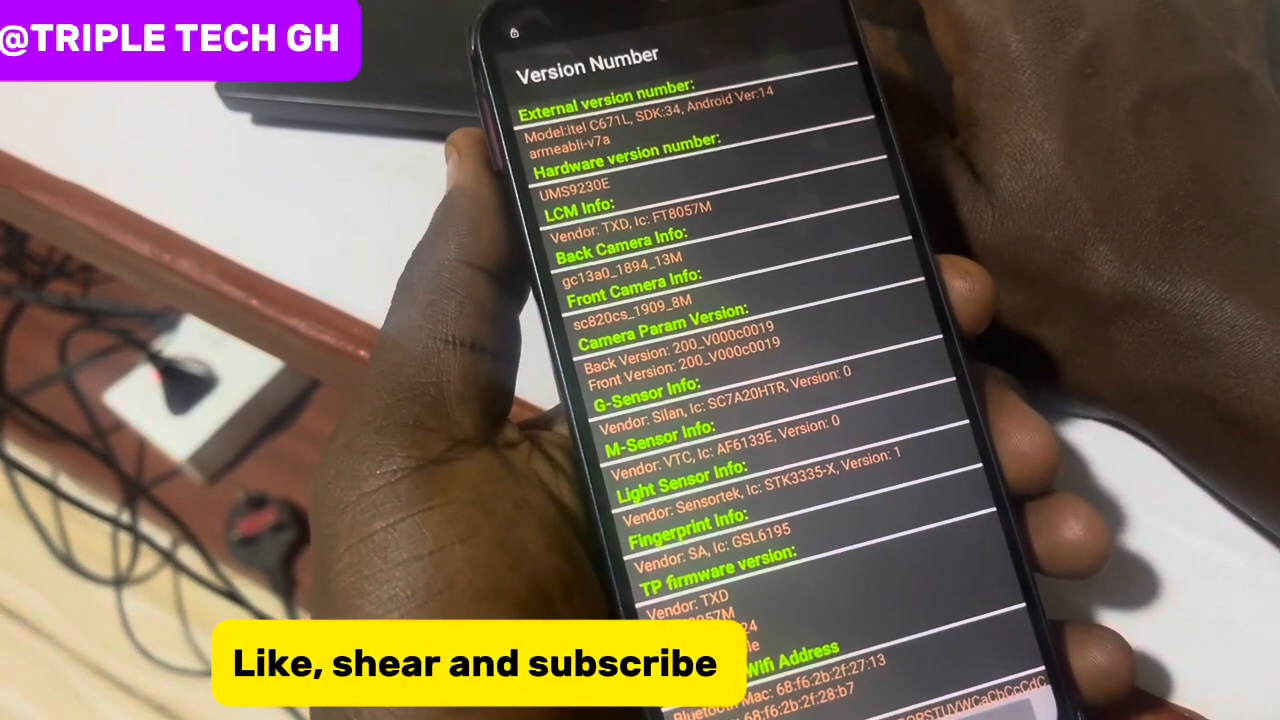 @TRIPLE TECH GH
Version Number
External version number:
Model:itel C671L, SDK:34, Android Ver:14
armeabli-v7a
Hardware version number:
UMS9230E
LCM Info:
Vendor: TXD, Ic: FT8057M
Back Camera Info:
gc13a0_1894_13M
Front Camera Info:
sc820cs_1909_8M
Camera Param Version:
Back Version: 200_V000c0019
Front Version: 200_V000c0019
G-Sensor Info:
Vendor: Silan, Ic: SC7A20HTR, Version: 0
M-Sensor Info:
Vendor: VTC, Ic: AF6133E, Version: 0
Light Sensor Info:
Vendor: Sensortek, Ic: STK3335-X, Version: 1
Fingerprint Info:
Vendor: SA, Ic: GSL6195
TP firmware version:
Vendor: TXD
Wifi Address
Mac: 68:f6:2b:2f:27:13
68:f6:2b:2f:28:b7
Like, shear and subscribe